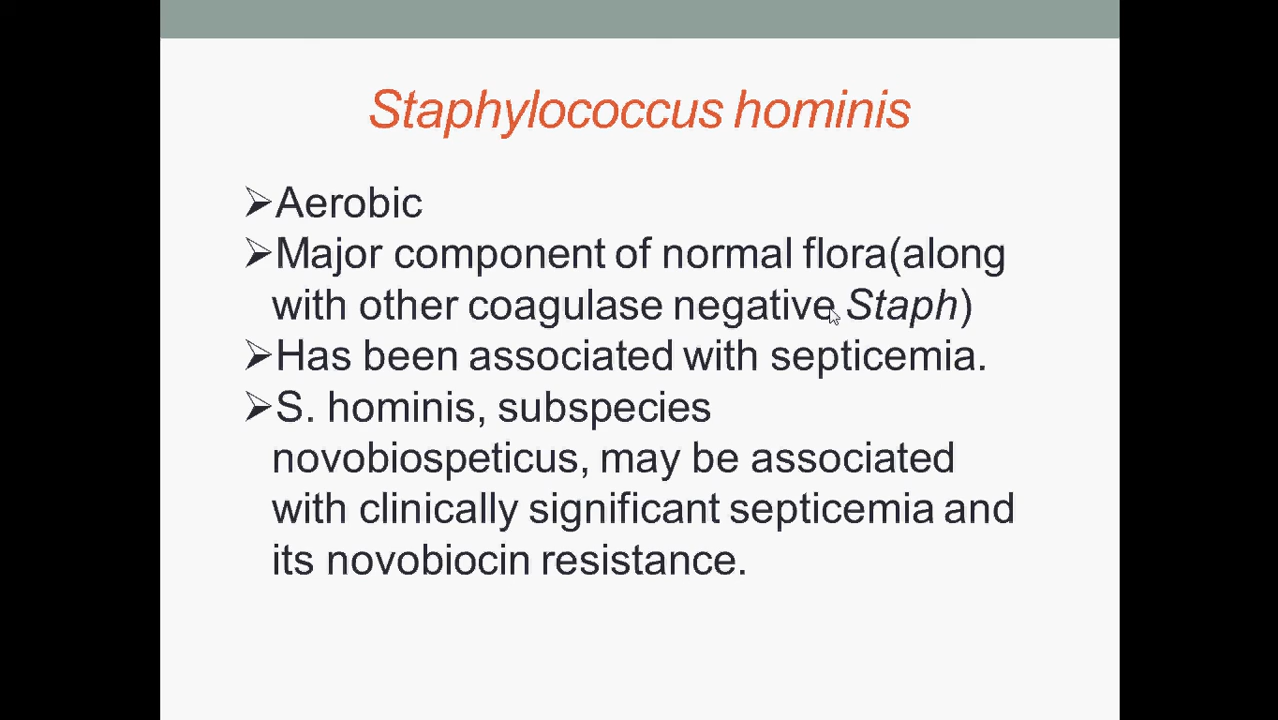 Staphylococcus hominis
➢Aerobic
➢Major component of normal flora(along
with other coagulase negative Staph)
➢Has been associated with septicemia.
➢S. hominis, subspecies
novobiospeticus, may be associated
with clinically significant septicemia and
its novobiocin resistance.